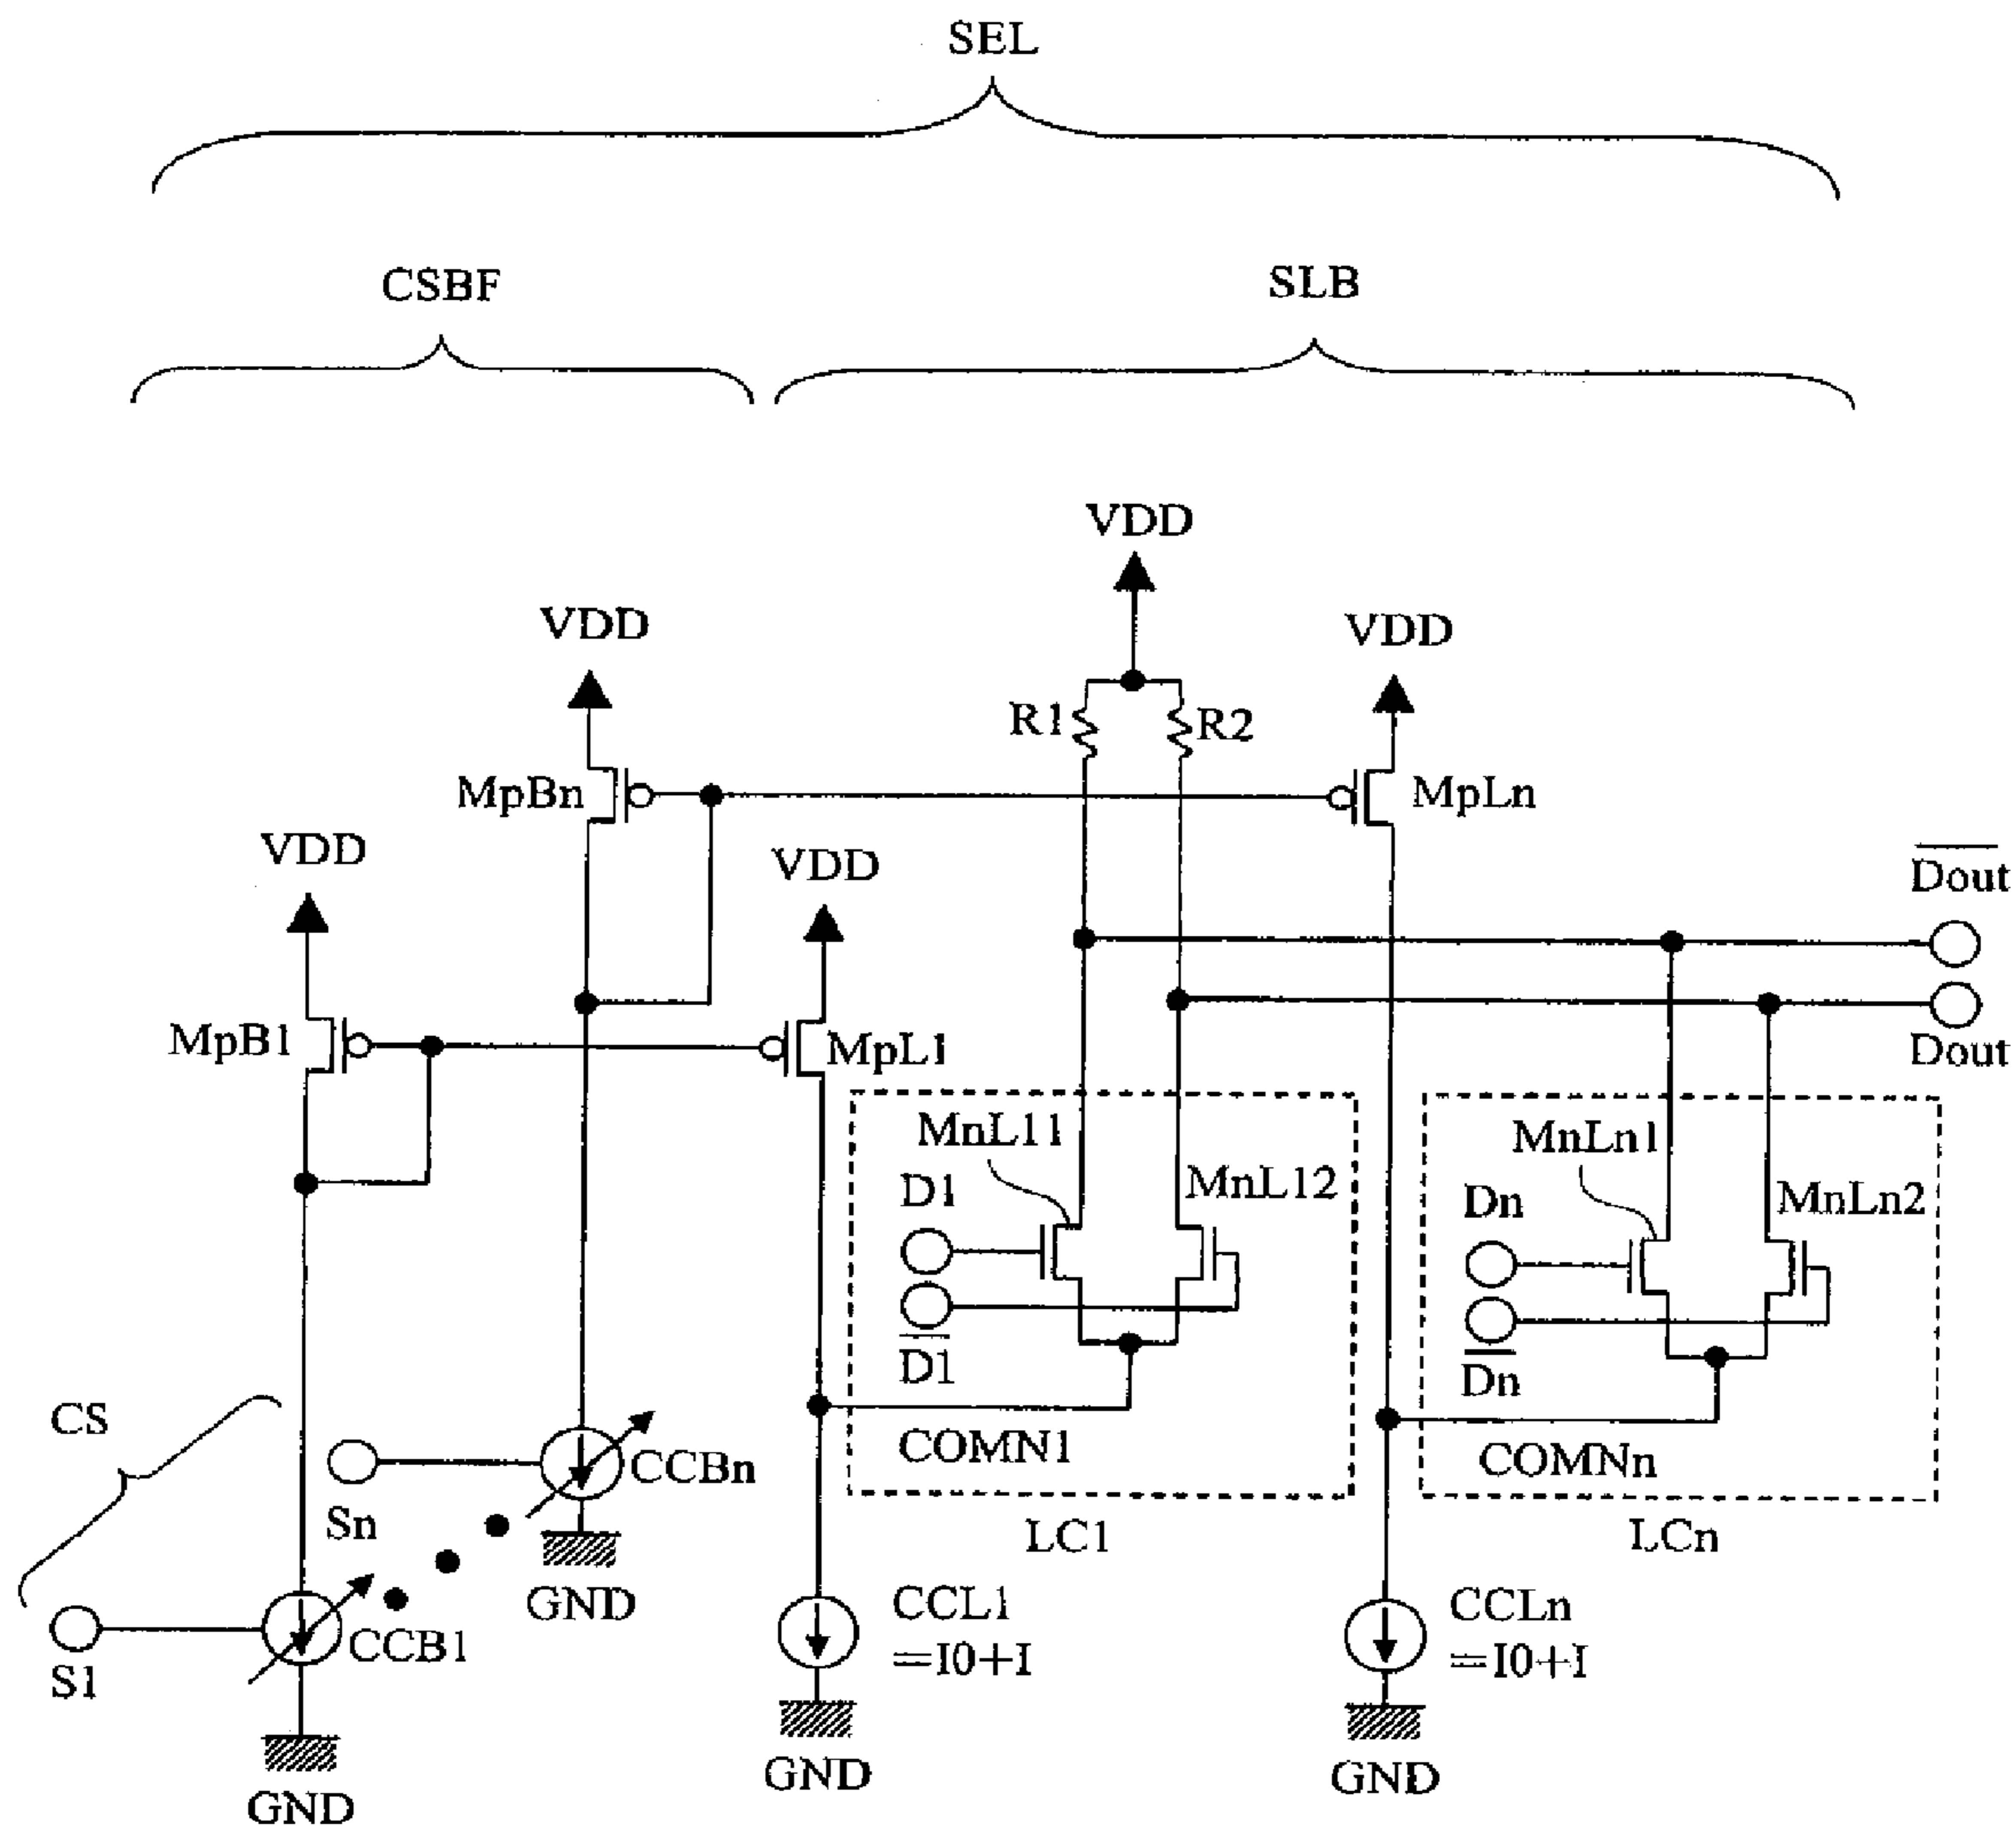 SEL
CSBF
SLB
VDD
VDD
VDD
R1
R2
MpBn
MpLn
VDD
VDD
Dout
MpB1
MpL1
Dout
MnL11
MnLn1
D1
MnL12
Dn
MnLn2
D1
Dn
CS
COMN1
CCBn
COMNn
Sn
LC1
LCn
GND
CCL1
=I0+I
CCLn
=I0+I
CCB1
S1
GND
GND
GND